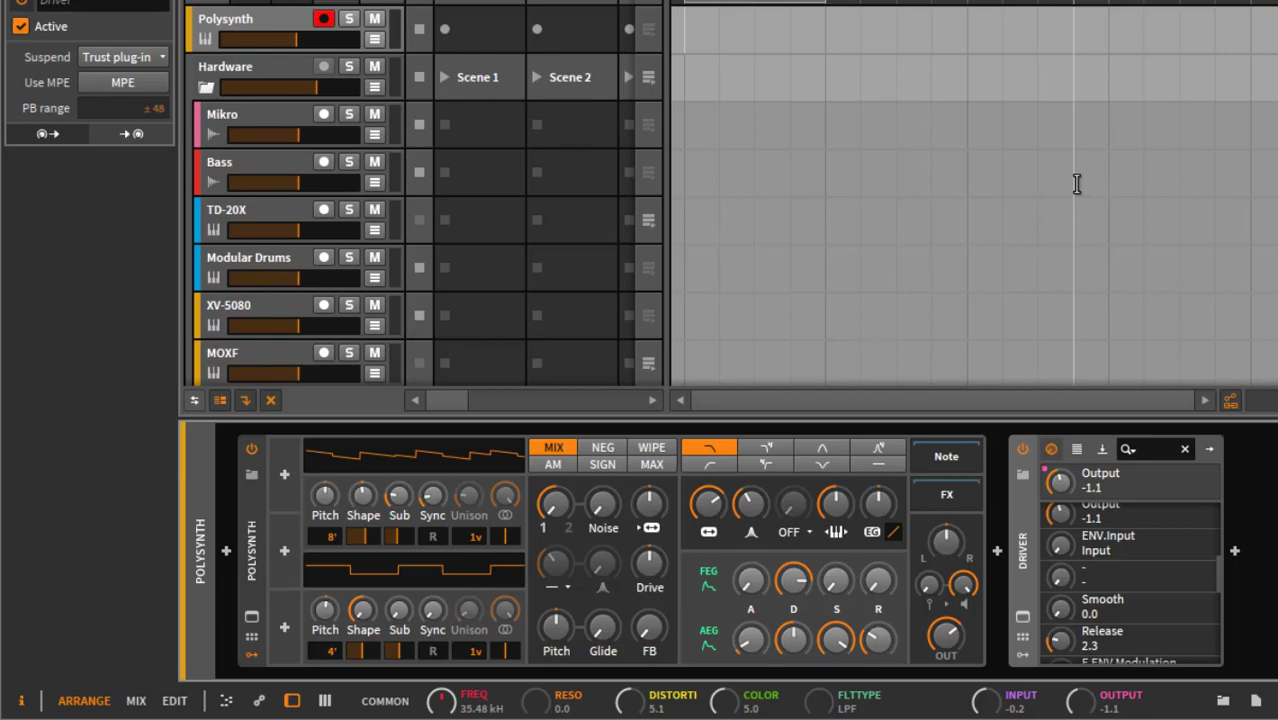 Driver
Active
Suspend Trust plug-in
Use MPE MPE
PB range ± 48
Polysynth S M
Hardware S M
Scene 1 Scene 2
Mikro S M
Bass S M
TD-20X S M
Modular Drums S M
XV-5080 S M
MOXF S M
POLYSYNTH
POLYSYNTH
Pitch Shape Sub Sync Unison
8' R 1v
Pitch Shape Sub Sync Unison
4' R 1v
MIX NEG WIPE
AM SIGN MAX
1 2 Noise
Drive
Pitch Glide FB
OFF EG
FEG
A D S R
AEG
Note
FX
L R
OUT
DRIVER
Output
-1.1
Output
-1.1
ENV.Input
Input
-
-
Smooth
0.0
Release
2.3
F.ENV.Modulation
i ARRANGE MIX EDIT COMMON
FREQ
35.48 kH
RESO
0.0
DISTORTI
5.1
COLOR
5.0
FLTTYPE
LPF
INPUT
-0.2
OUTPUT
-1.1